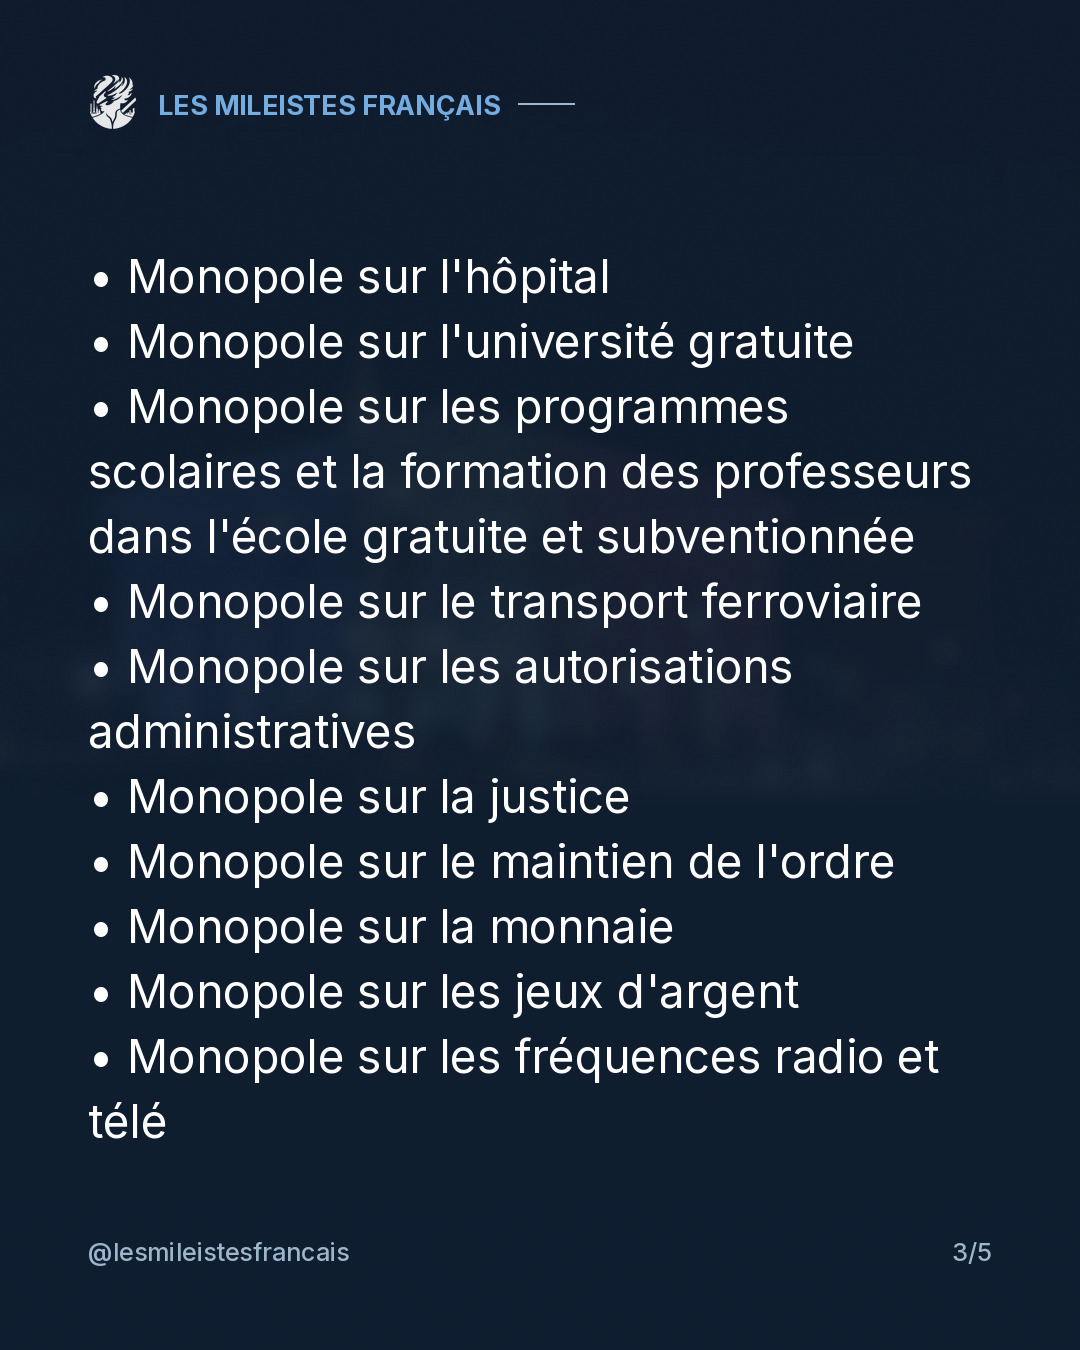 LES MILEISTES FRANÇAIS
• Monopole sur l'hôpital
• Monopole sur l'université gratuite
• Monopole sur les programmes
scolaires et la formation des professeurs
dans l'école gratuite et subventionnée
• Monopole sur le transport ferroviaire
• Monopole sur les autorisations
administratives
• Monopole sur la justice
• Monopole sur le maintien de l'ordre
• Monopole sur la monnaie
• Monopole sur les jeux d'argent
• Monopole sur les fréquences radio et
télé
@lesmileistesfrancais
3/5